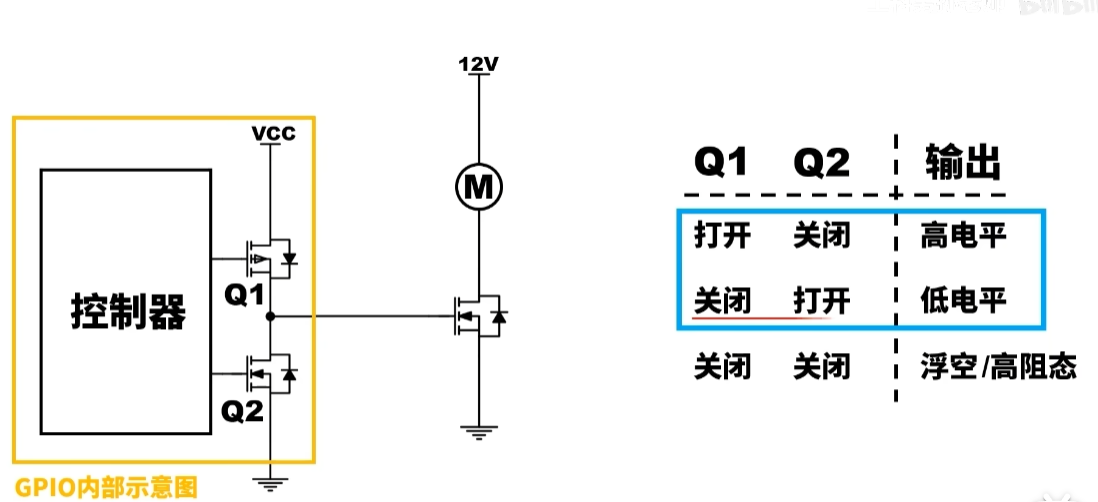 12V
VCC
M
控制器
Q1
Q2
GPIO内部示意图
Q1 Q2 输出
打开 关闭 高电平
关闭 打开 低电平
关闭 关闭 浮空/高阻态